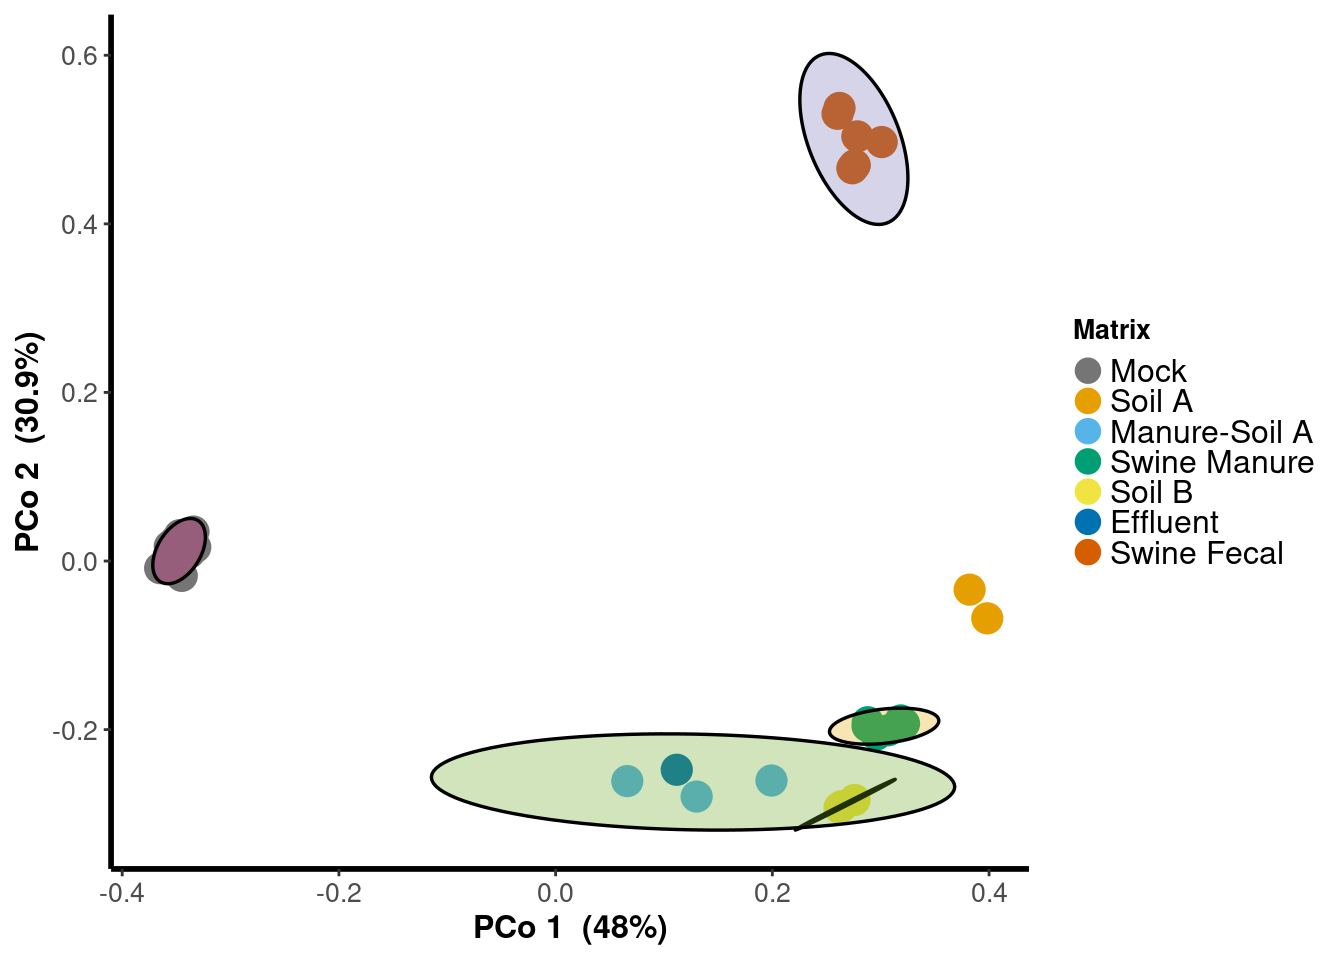 0.6
0.4
0.2
0.0
-0.2
PCo 2 (30.9%)
-0.4
-0.2
0.0
0.2
0.4
PCo 1 (48%)
Matrix
Mock
Soil A
Manure-Soil A
Swine Manure
Soil B
Effluent
Swine Fecal